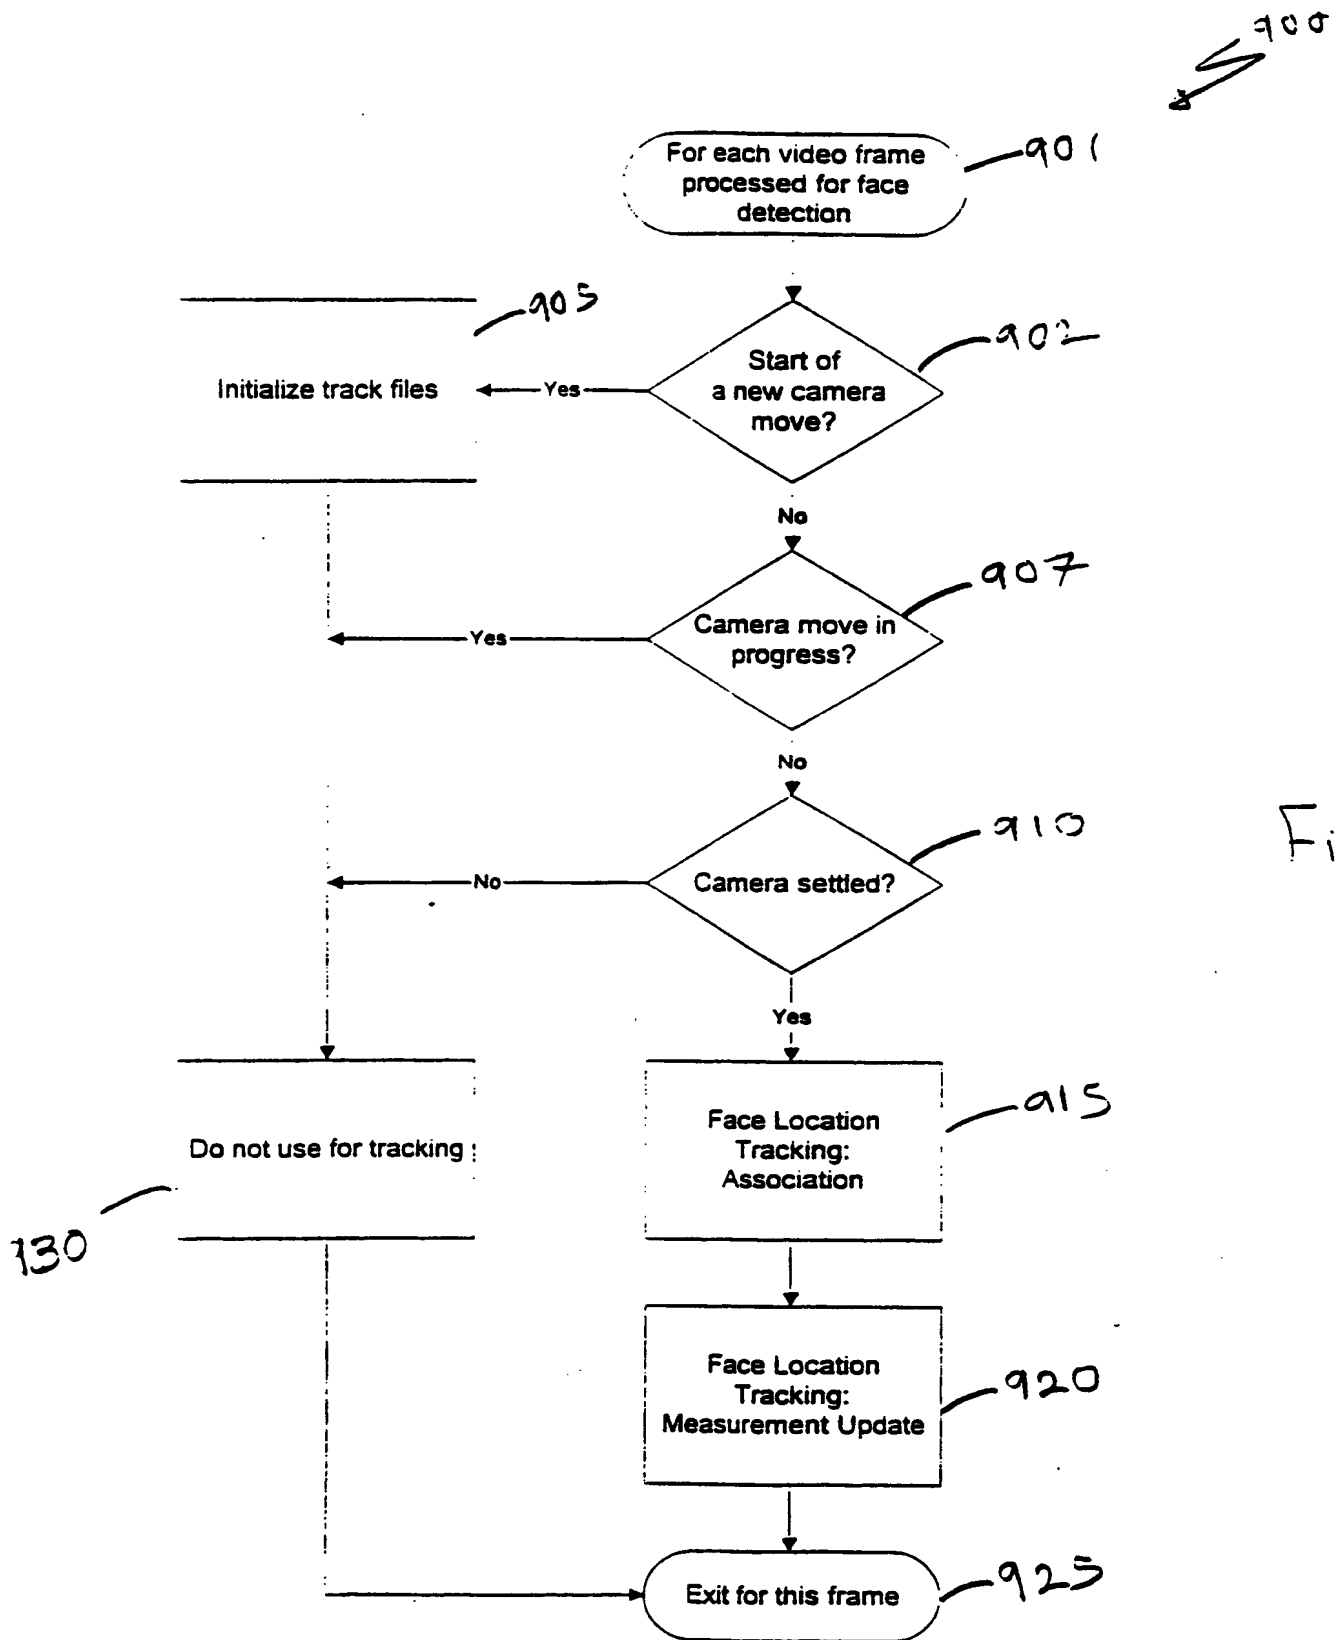 900
For each video frame
processed for face
detection
901
905
902
Initialize track files
Yes
Start of
a new camera
move?
No
907
Yes
Camera move in
progress?
No
910
Fi
No
Camera settled?
Yes
915
Do not use for tracking
Face Location
Tracking:
Association
130
920
Face Location
Tracking:
Measurement Update
Exit for this frame
925